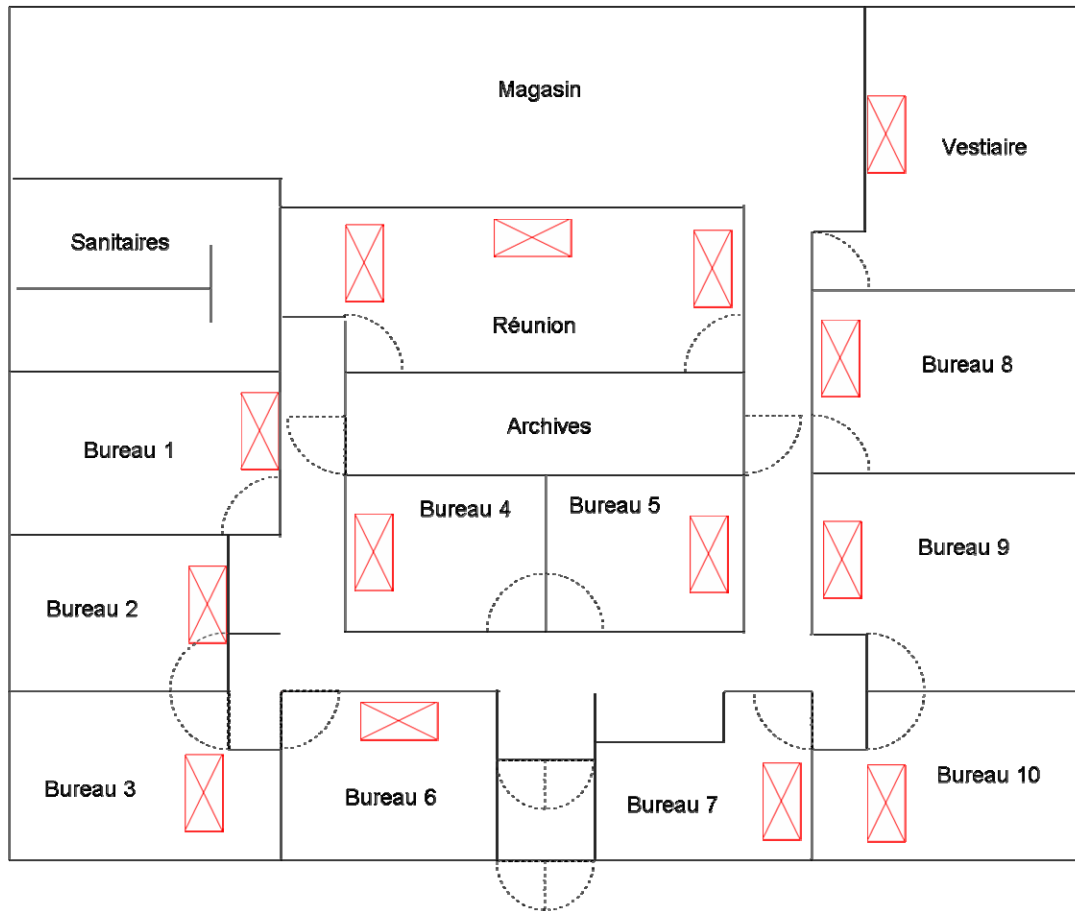 Magasin
Vestiaire
Sanitaires
Réunion
Bureau 8
Archives
Bureau 1
Bureau 4
Bureau 5
Bureau 9
Bureau 2
Bureau 3
Bureau 6
Bureau 7
Bureau 10